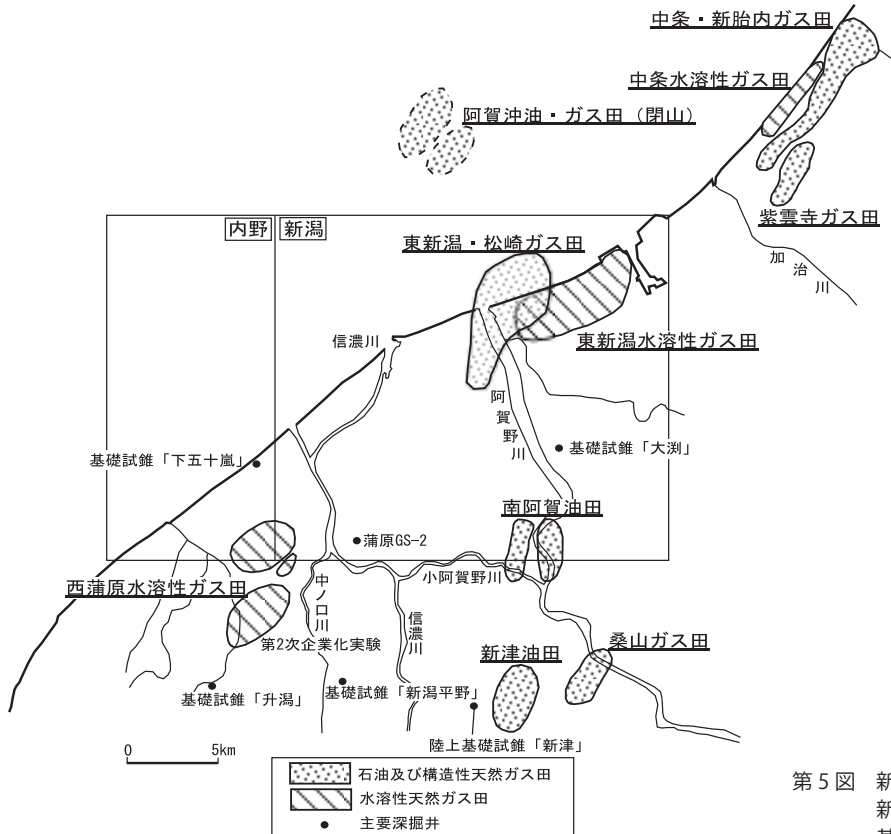 中条・新胎内ガス田
中条水溶性ガス田
阿賀沖油・ガス田(閉山)
紫雲寺ガス田
内野
新潟
東新潟・松崎ガス田
加治川
東新潟水溶性ガス田
信濃川
阿賀野川
基礎試錐「大渕」
基礎試錐「下五十嵐」
南阿賀油田
蒲原GS-2
小阿賀野川
西蒲原水溶性ガス田
中ノ口川
信濃川
第2次企業化実験
新津油田
桑山ガス田
基礎試錐「升潟」
基礎試錐「新潟平野」
陸上基礎試錐「新津」
0 5km
石油及び構造性天然ガス田
水溶性天然ガス田
主要深掘井
第5図 新
新